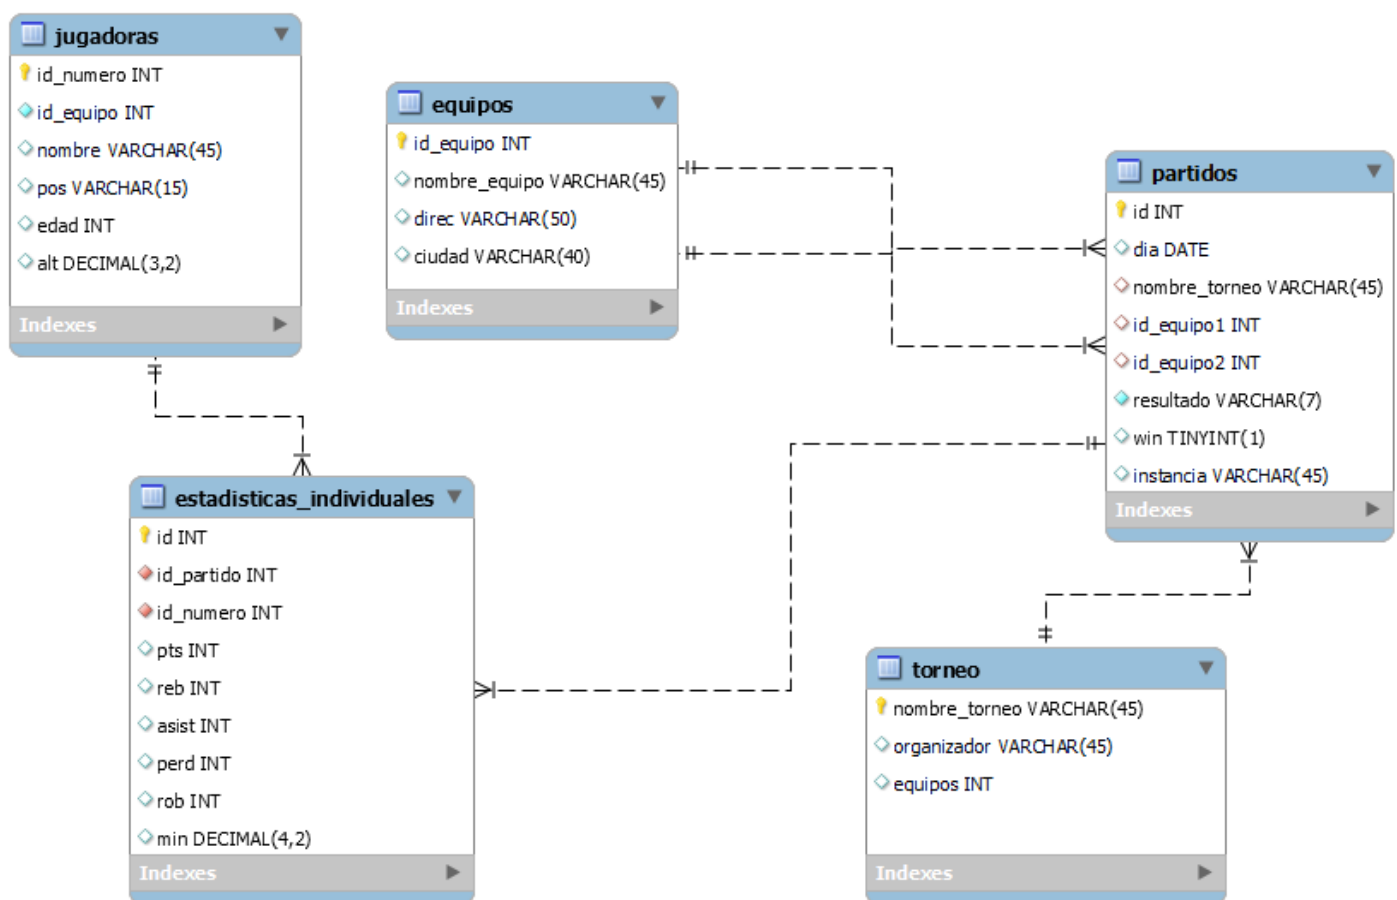 jugadoras
id_numero INT
id_equipo INT
nombre VARCHAR(45)
pos VARCHAR(15)
edad INT
alt DECIMAL(3,2)
Indexes
equipos
id_equipo INT
nombre_equipo VARCHAR(45)
direc VARCHAR(50)
ciudad VARCHAR(40)
Indexes
partidos
id INT
dia DATE
nombre_torneo VARCHAR(45)
id_equipo1 INT
id_equipo2 INT
resultado VARCHAR(7)
win TINYINT(1)
instancia VARCHAR(45)
Indexes
estadisticas_individuales
id INT
id_partido INT
id_numero INT
pts INT
reb INT
asist INT
perd INT
rob INT
min DECIMAL(4,2)
Indexes
torneo
nombre_torneo VARCHAR(45)
organizador VARCHAR(45)
equipos INT
Indexes